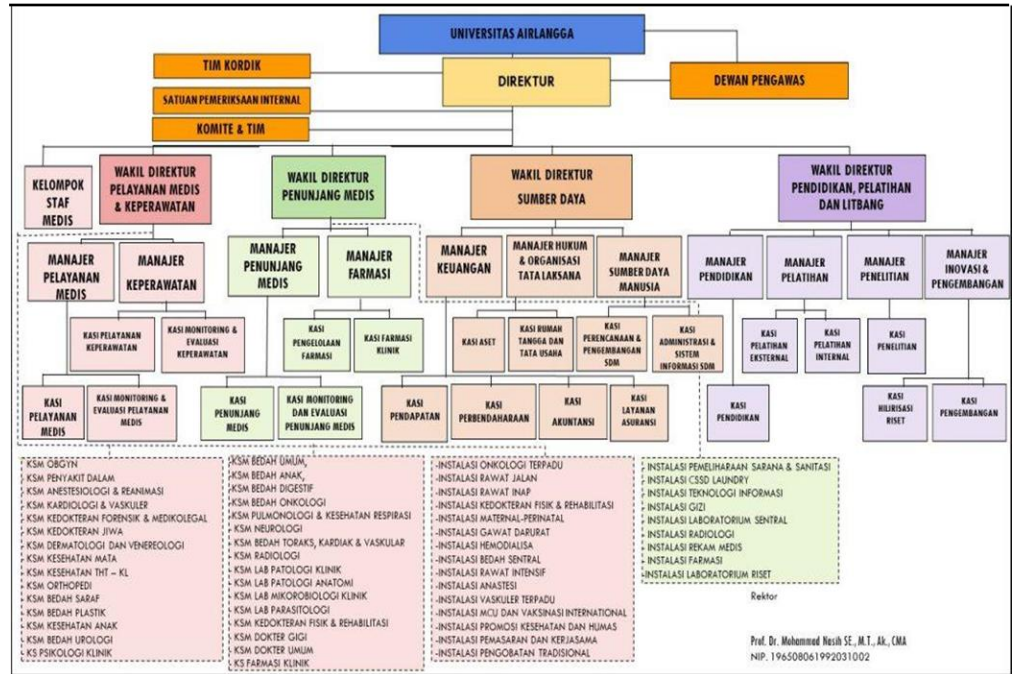 UNIVERSITAS AIRLANGGA
TIM KORDIK
DIREKTUR
DEWAN PENGAWAS
SATUAN PEMERIKSAAN INTERNAL
KOMITE & TIM
KELOMPOK
STAF
MEDIS
WAKIL DIREKTUR
PELAYANAN MEDIS
& KEPERAWATAN
WAKIL DIREKTUR
PENUNJANG MEDIS
WAKIL DIREKTUR
SUMBER DAYA
WAKIL DIREKTUR
PENDIDIKAN, PELATIHAN
DAN LITBANG
MANAJER
PELAYANAN
MEDIS
MANAJER
KEPERAWATAN
MANAJER
PENUNJANG
MEDIS
MANAJER
FARMASI
MANAJER
KEUANGAN
MANAJER HUKUM
& ORGANISASI
TATA LAKSANA
MANAJER
SUMBER DAYA
MANUSIA
MANAJER
PENDIDIKAN
MANAJER
PELATIHAN
MANAJER
PENELITIAN
MANAJER
INOVASI &
PENGEMBANGAN
KASI PELAYANAN
KEPERAWATAN
KASI MONITORING &
EVALUASI
KEPERAWATAN
KASI
PENGELOLAAN
FARMASI
KASI FARMASI
KLINIK
KASI ASET
KASI RUMAH
TANGGA DAN
TATA USAHA
KASI
PERENCANAAN &
PENGEMBANGAN
SDM
KASI
ADMINISTRASI &
SISTEM
INFORMASI SDM
KASI
PELATIHAN
EKSTERNAL
KASI
PELATIHAN
INTERNAL
KASI
PENELITIAN
KASI
PELAYANAN
MEDIS
KASI MONITORING &
EVALUASI PELAYANAN
MEDIS
KASI
PENUNJANG
MEDIS
KASI MONITORING
DAN EVALUASI
PENUNJANG MEDIS
KASI
PENDAPATAN
KASI
PERBENDAHARAAN
KASI
AKUNTANSI
KASI
LAYANAN
ASURANSI
KASI
PENDIDIKAN
KASI
HILIRISASI
RISET
KASI
PENGEMBANGAN
-KSM OBGYN
- KSM PENYAKIT DALAM
- KSM ANESTESIOLOGI & REANIMASI
- KSM KARDIOLOGI & VASKULER
- KSM KEDOKTERAN FORENSIK & MEDIKOLEGAL
- KSM KEDOKTERAN JIWA
- KSM DERMATOLOGI DAN VENEREOLOGI
- KSM KESEHATAN MATA
- KSM KESEHATAN THT – KL
- KSM ORTHOPEDI
- KSM BEDAH SARAF
- KSM BEDAH PLASTIK
- KSM KESEHATAN ANAK
- KSM BEDAH UROLOGI
- KS PSIKOLOGI KLINIK
-KSM BEDAH UMUM,
-KSM BEDAH ANAK,
-KSM BEDAH DIGESTIF
-KSM BEDAH ONKOLOGI
-KSM PULMONOLOGI & KESEHATAN RESPIRASI
-KSM NEUROLOGI
-KSM BEDAH TORAKS, KARDIAK & VASKULAR
-KSM RADIOLOGI
-KSM LAB PATOLOGI KLINIK
-KSM LAB PATOLOGI ANATOMI
-KSM LAB MIKOROBIOLOGI KLINIK
-KSM LAB PARASITOLOGI
-KSM KEDOKTERAN FISIK & REHABILITASI
-KSM DOKTER GIGI
-KSM DOKTER UMUM
-KS FARMASI KLINIK
-INSTALASI ONKOLOGI TERPADU
-INSTALASI RAWAT JALAN
-INSTALASI RAWAT INAP
-INSTALASI KEDOKTERAN FISIK & REHABILITASI
-INSTALASI MATERNAL-PERINATAL
-INSTALASI GAWAT DARURAT
-INSTALASI HEMODIALISA
-INSTALASI BEDAH SENTRAL
-INSTALASI RAWAT INTENSIF
-INSTALASI ANASTESI
-INSTALASI VASKULER TERPADU
-INSTALASI MCU DAN VAKSINASI INTERNATIONAL
-INSTALASI PROMOSI KESEHATAN DAN HUMAS
-INSTALASI PEMASARAN DAN KERJASAMA
-INSTALASI PENGOBATAN TRADISIONAL
- INSTALASI PEMELIHARAAN SARANA & SANITASI
- INSTALASI CSSD LAUNDRY
- INSTALASI TEKNOLOGI INFORMASI
- INSTALASI GIZI
- INSTALASI LABORATORIUM SENTRAL
- INSTALASI RADIOLOGI
- INSTALASI REKAM MEDIS
- INSTALASI FARMASI
-INSTALASI LABORATORIUM RISET
Rektor
Prof. Dr. Mohammad Nasih SE., M.T., Ak., CMA
NIP. 196508061992031002